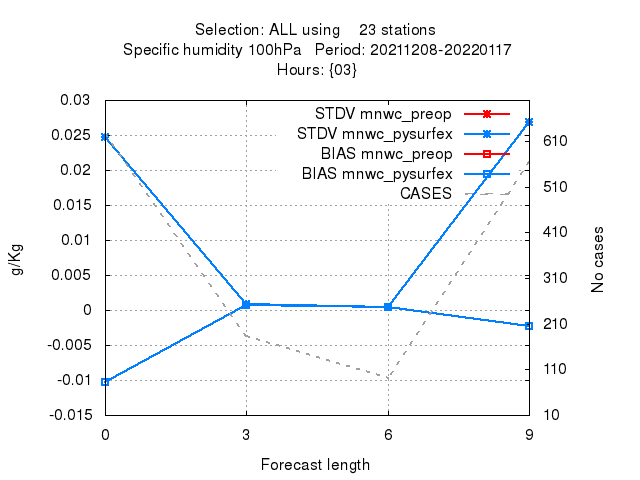 Selection: ALL using    23 stations
Specific humidity 100hPa   Period: 20211208-20220117
Hours: {03}
STDV mnwc_preop
STDV mnwc_pysurfex
BIAS mnwc_preop
BIAS mnwc_pysurfex
CASES
g/Kg
0.03
0.025
0.02
0.015
0.01
0.005
0
-0.005
-0.01
-0.015
610
510
410
310
210
110
10
No cases
0 3 6 9
Forecast length